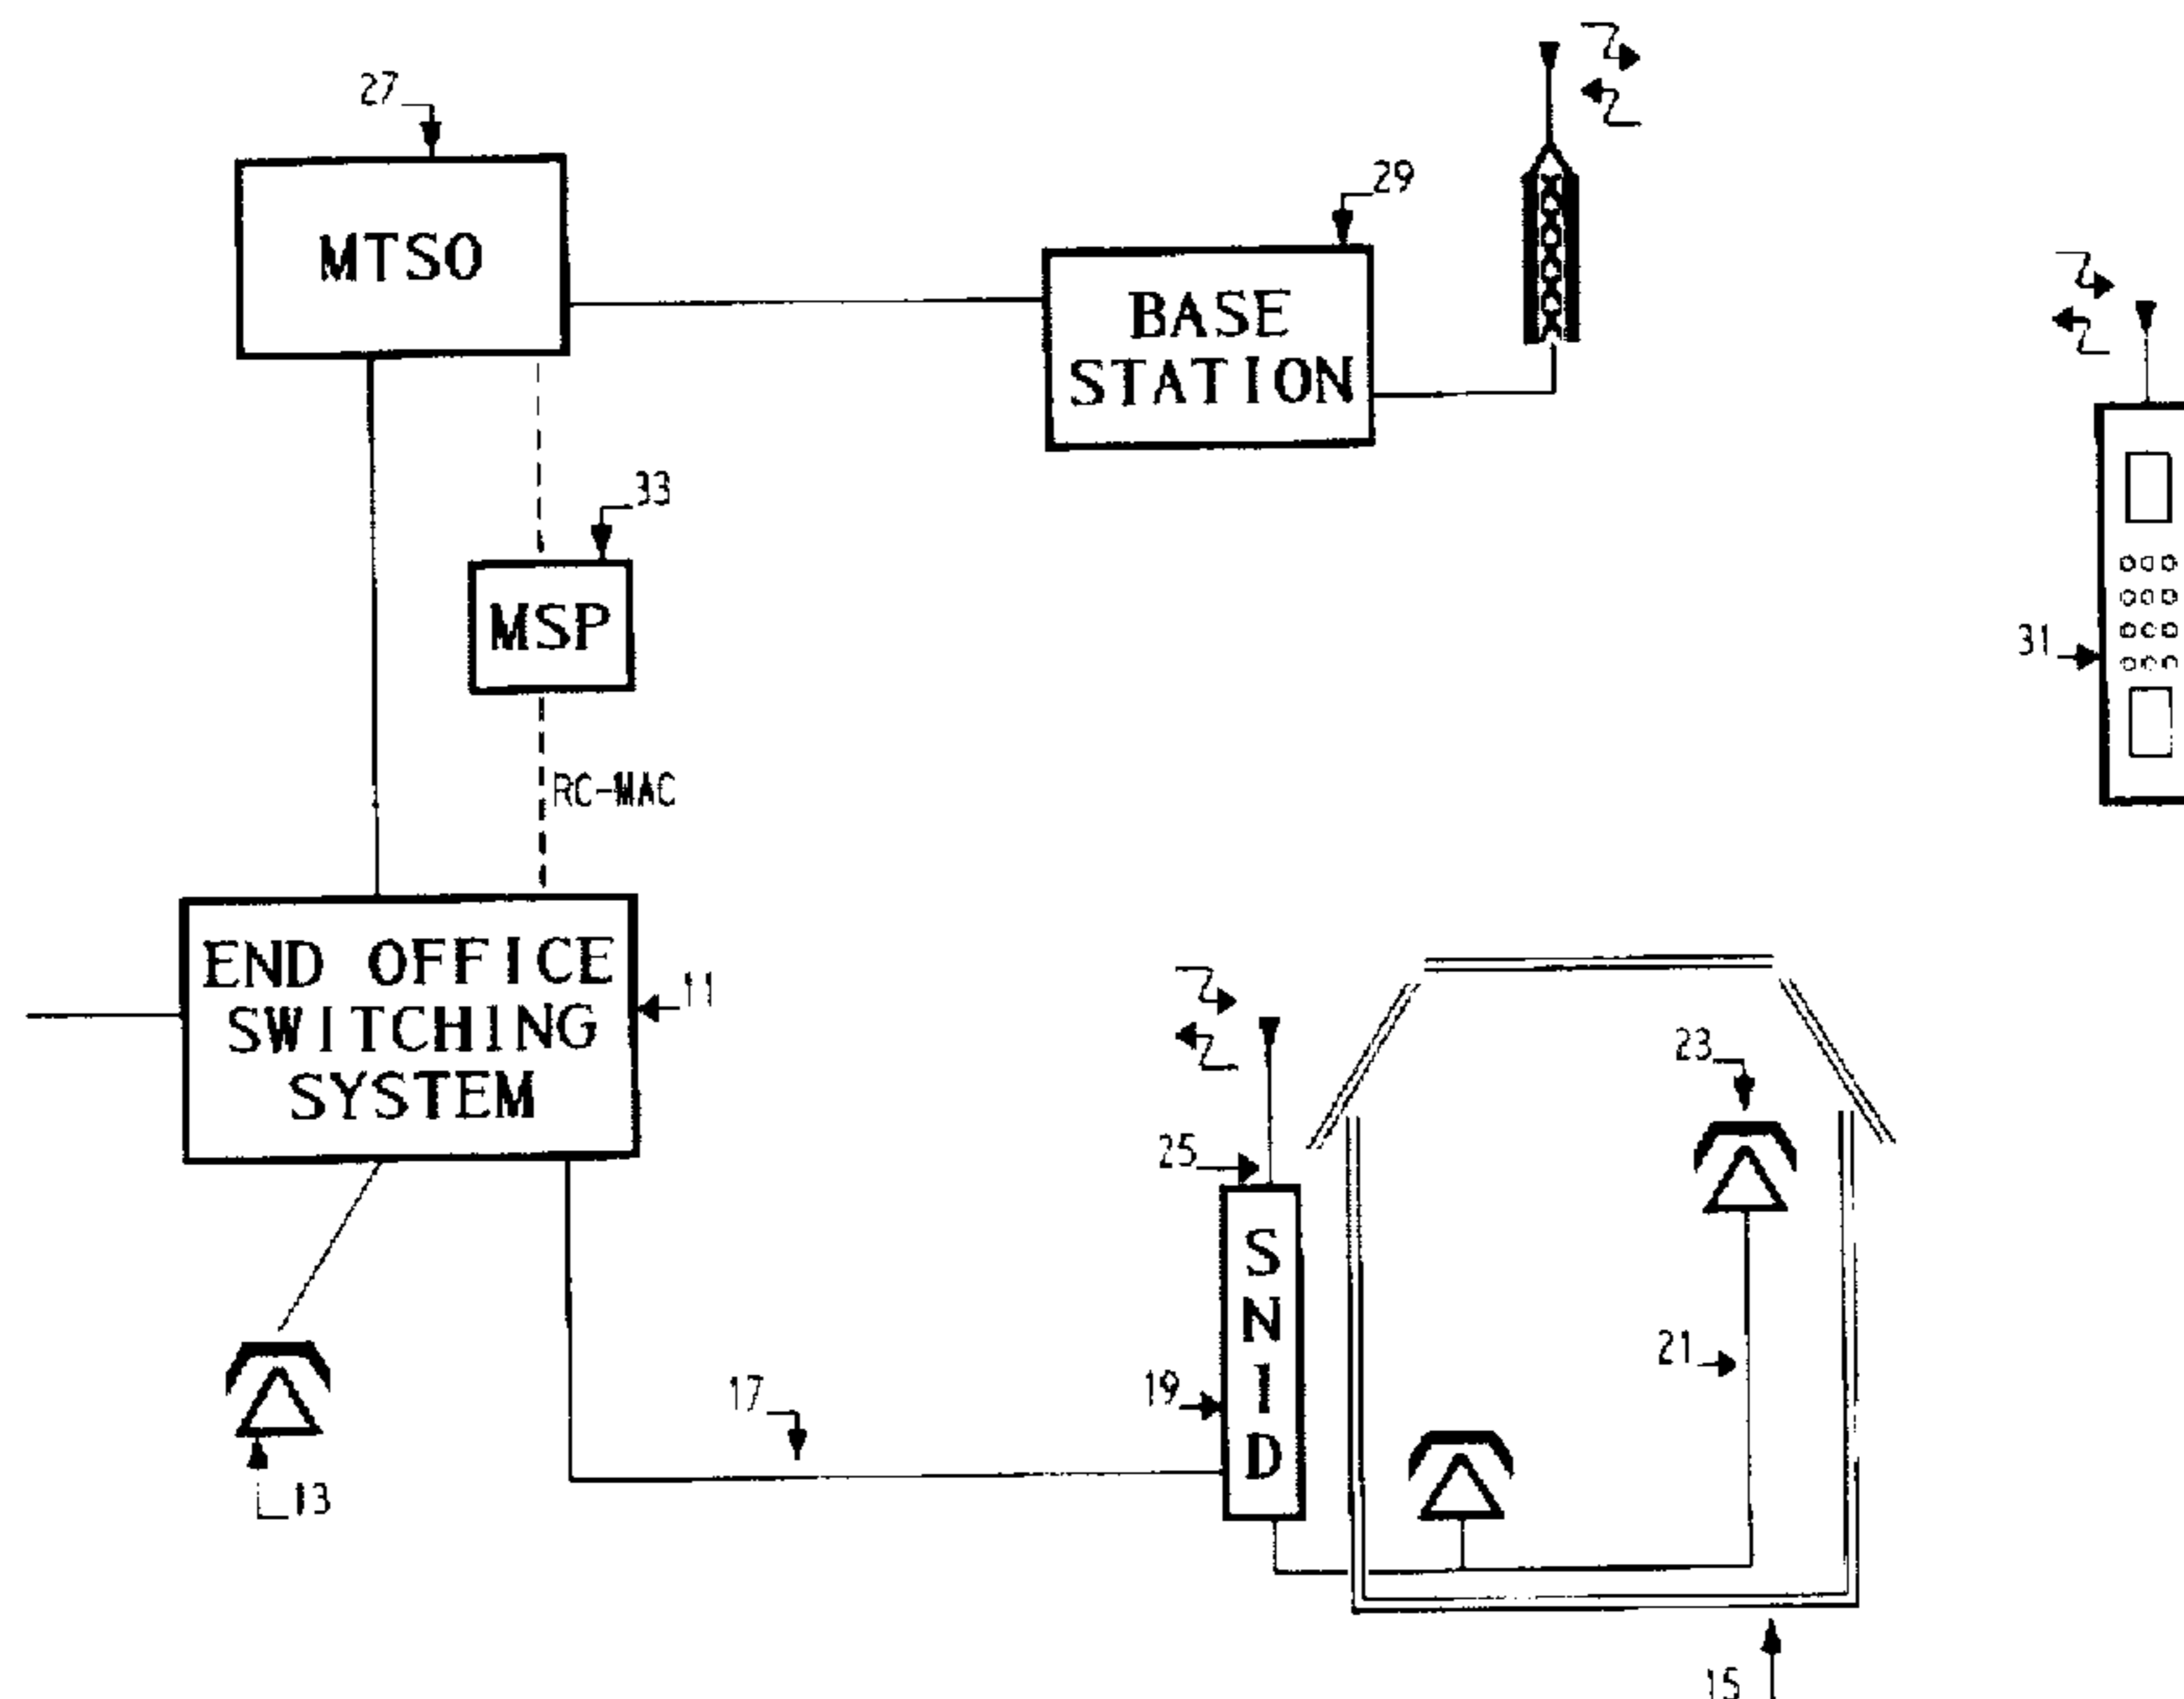 27
MTSO
29
BASE
STATION
33
MSP
31
RC-MAC
END OFFICE
SWITCHING
SYSTEM
11
23
25
S
N
I
D
21
19
17
13
15